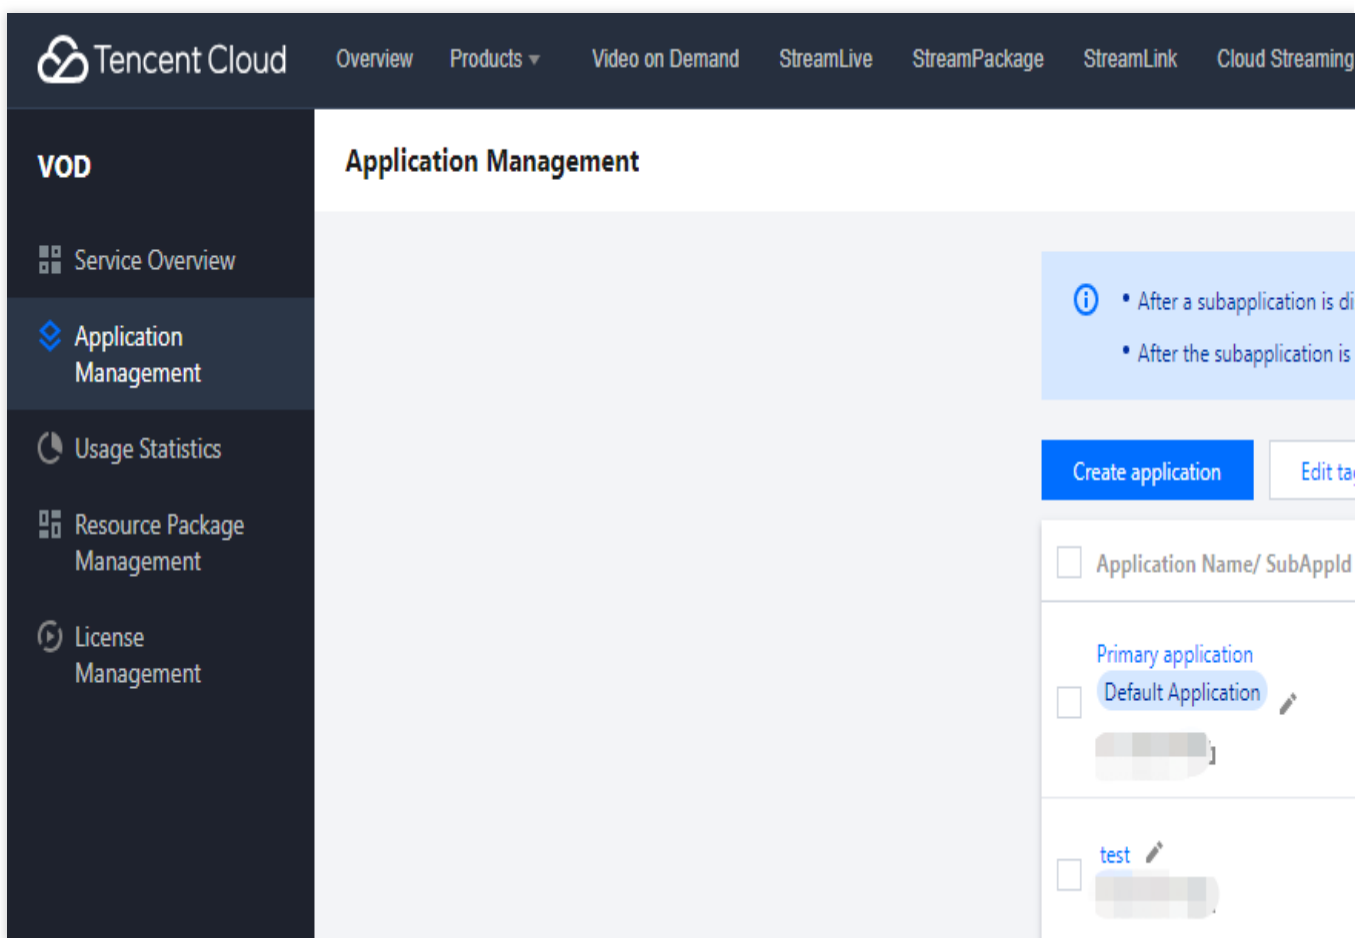 Tencent Cloud Overview Products Video on Demand StreamLive StreamPackage StreamLink Cloud Streaming
VOD
Application Management
Service Overview
Application
Management
Usage Statistics
Resource Package
Management
License
Management
• After a subapplication is di
• After the subapplication is
Create application Edit ta
Application Name/ SubAppId
Primary application
Default Application
test